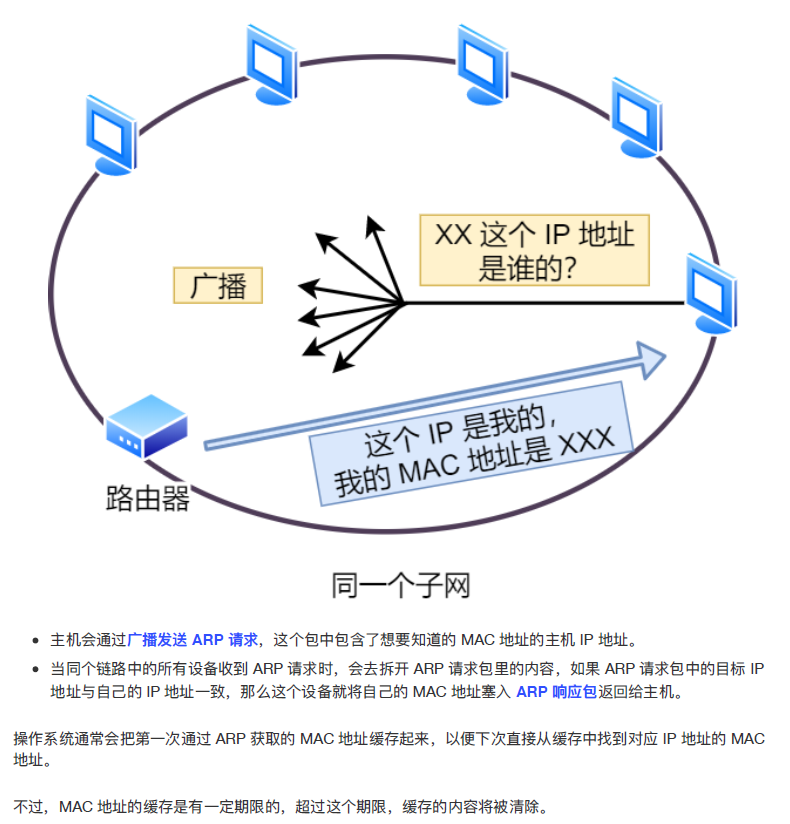 XX 这个 IP 地址
是谁的？
广播
这个 IP 是我的，
我的 MAC 地址是 XXX
路由器
同一个子网
• 主机会通过广播发送 ARP 请求，这个包中包含了想要知道的 MAC 地址的主机 IP 地址。
• 当同个链路中的所有设备收到 ARP 请求时，会去拆开 ARP 请求包里的内容，如果 ARP 请求包中的目标 IP
地址与自己的 IP 地址一致，那么这个设备就将自己的 MAC 地址塞入 ARP 响应包返回给主机。
操作系统通常会把第一次通过 ARP 获取的 MAC 地址缓存起来，以便下次直接从缓存中找到对应 IP 地址的 MAC
地址。
不过，MAC 地址的缓存是有一定期限的，超过这个期限，缓存的内容将被清除。